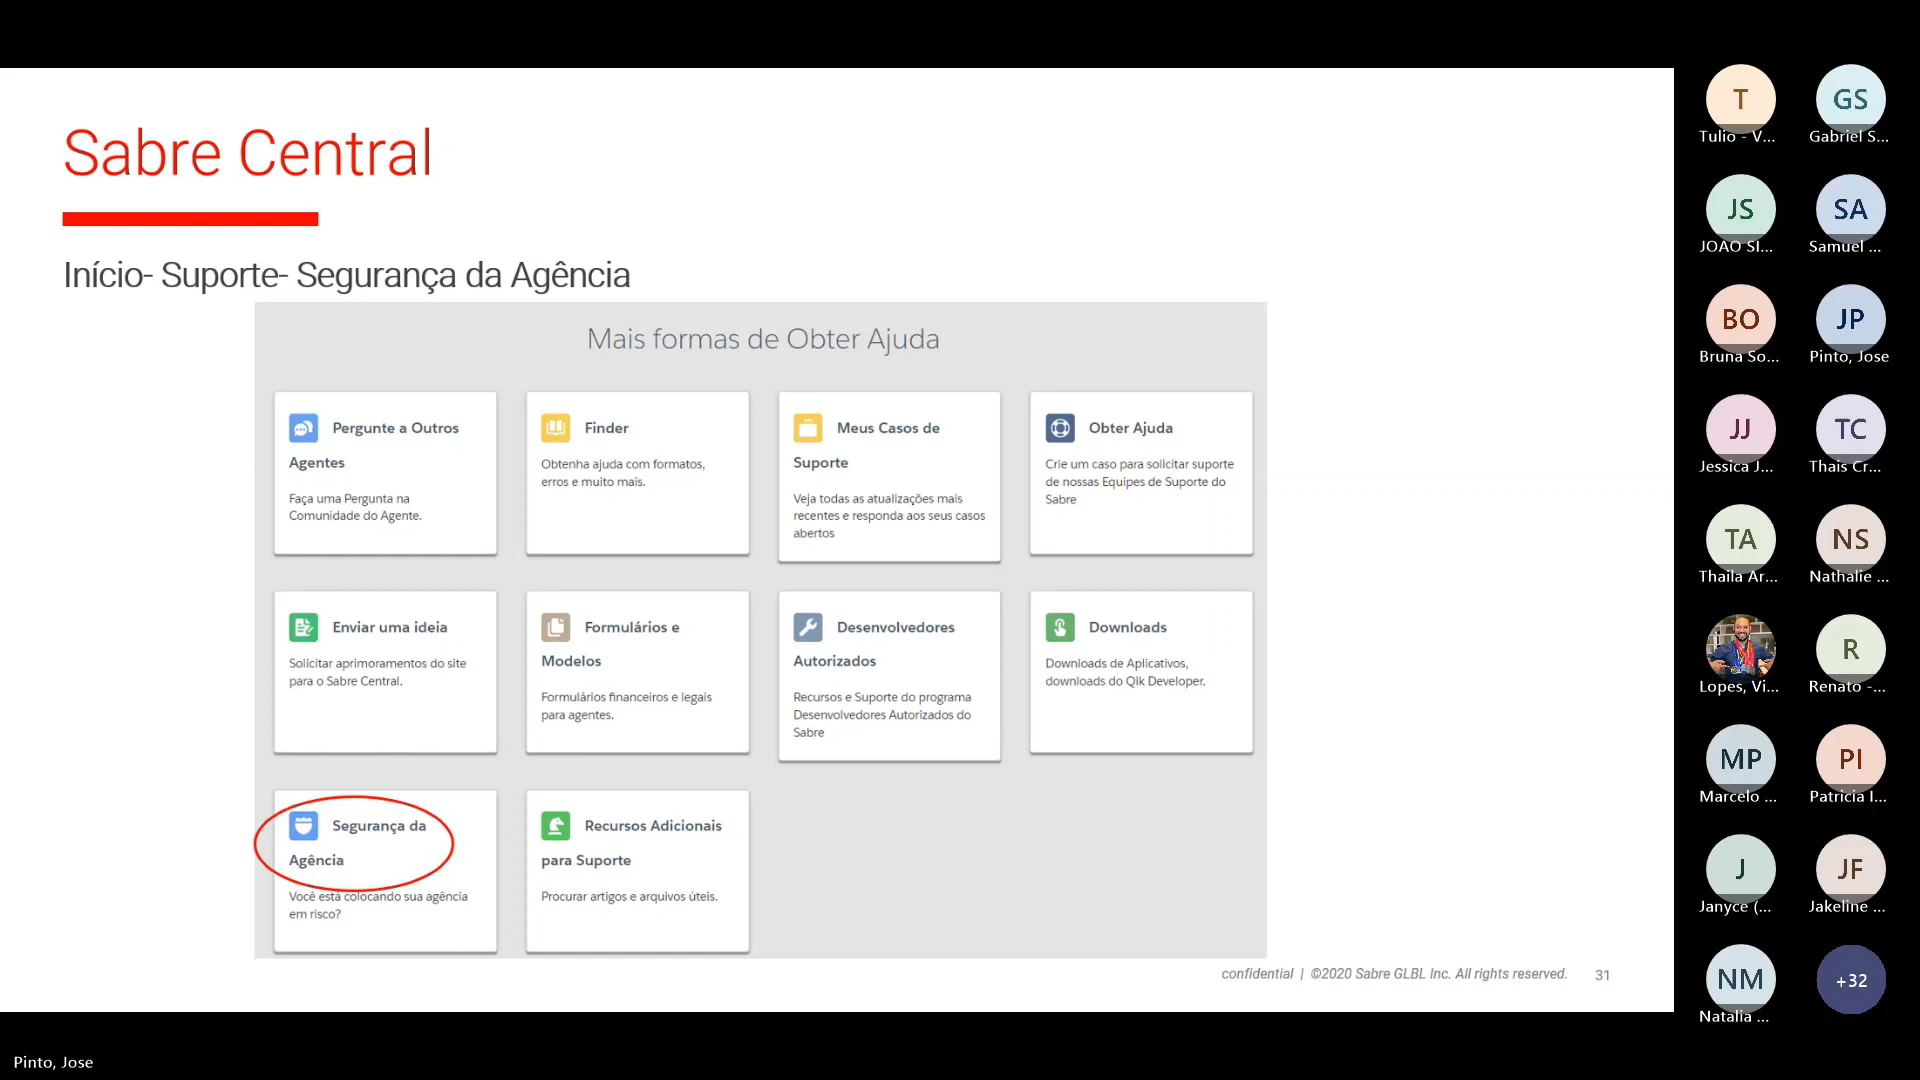 Sabre Central
Início- Suporte- Segurança da Agência
Mais formas de Obter Ajuda
Pergunte a Outros
Agentes
Faça uma Pergunta na
Comunidade do Agente.
Finder
Obtenha ajuda com formatos,
erros e muito mais.
Meus Casos de
Suporte
Veja todas as atualizações mais
recentes e responda aos seus casos
abertos
Obter Ajuda
Crie um caso para solicitar suporte
de nossas Equipes de Suporte do
Sabre
Enviar uma ideia
Solicitar aprimoramentos do site
para o Sabre Central.
Formulários e
Modelos
Formulários financeiros e legais
para agentes.
Desenvolvedores
Autorizados
Recursos e Suporte do programa
Desenvolvedores Autorizados do
Sabre
Downloads
Downloads de Aplicativos,
downloads do Qik Developer.
Segurança da
Agência
Você está colocando sua agência
em risco?
Recursos Adicionais
para Suporte
Procurar artigos e arquivos úteis.
confidential | ©2020 Sabre GLBL Inc. All rights reserved. 31
T
Tulio - V...
GS
Gabriel S...
JS
JOAO SI...
SA
Samuel ...
BO
Bruna So...
JP
Pinto, Jose
JJ
Jessica J...
TC
Thais Cr...
TA
Thaila Ar...
NS
Nathalie ...
Lopes, Vi...
R
Renato -...
MP
Marcelo ...
PI
Patricia I...
J
Janyce (...
JF
Jakeline ...
NM
Natalia ...
+32
Pinto, Jose